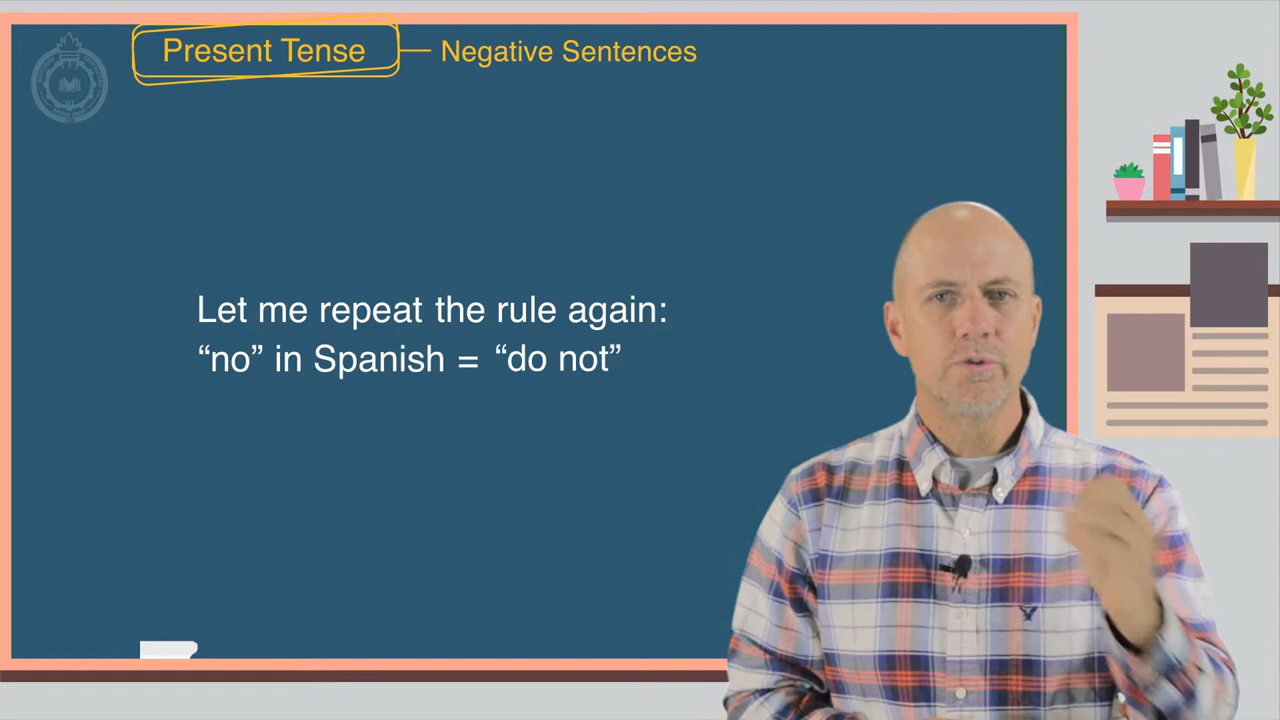 Present Tense
Negative Sentences
Let me repeat the rule again:
“no” in Spanish = “do not”